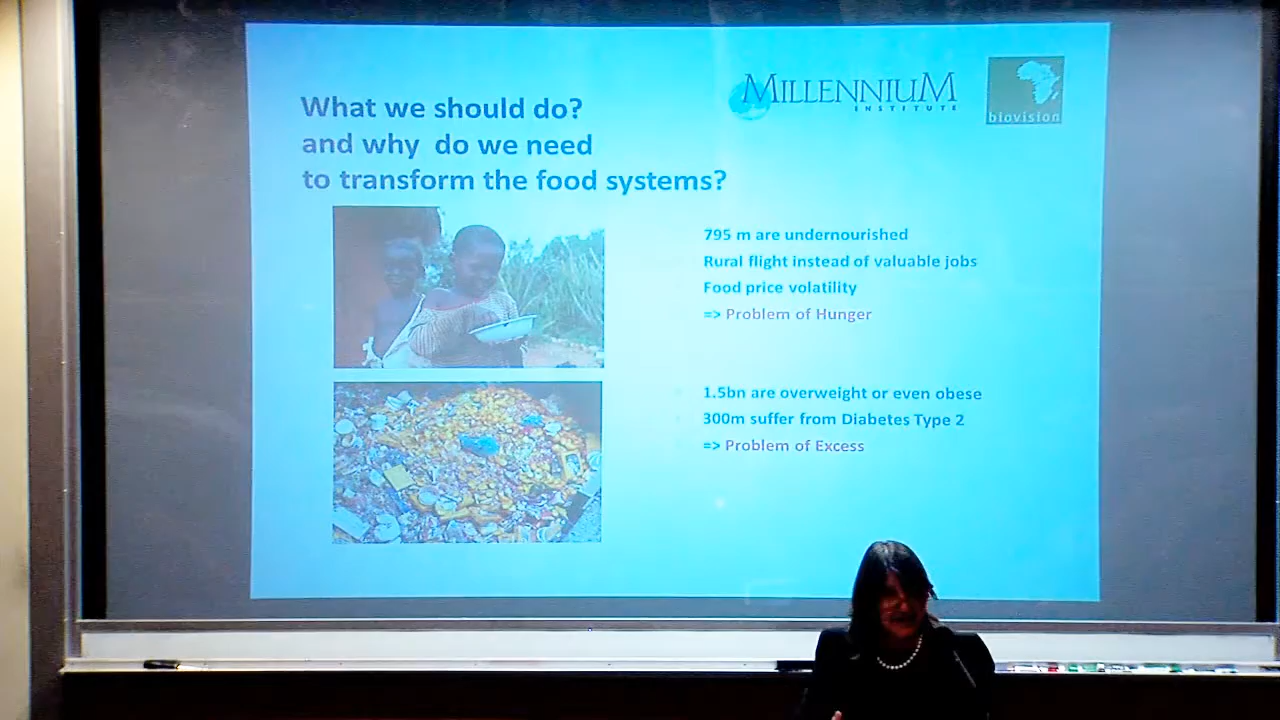 What we should do?
and why do we need
to transform the food systems?
MILLENNIUM
INSTITUTE
biovision
795 m are undernourished
Rural flight instead of valuable jobs
Food price volatility
=> Problem of Hunger
1.5bn are overweight or even obese
300m suffer from Diabetes Type 2
=> Problem of Excess